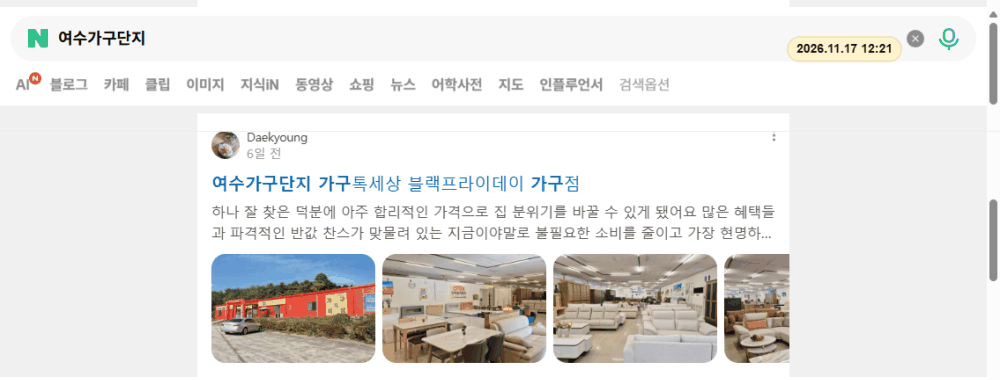 여수가구단지
2026.11.17 12:21
AI N 블로그 카페 클립 이미지 지식iN 동영상 쇼핑 뉴스 어학사전 지도 인플루언서 검색옵션
Daekyoung
6일 전
여수가구단지 가구톡세상 블랙프라이데이 가구점
하나 잘 찾은 덕분에 아주 합리적인 가격으로 집 분위기를 바꿀 수 있게 됐어요 많은 혜택들
과 파격적인 반값 찬스가 맞물려 있는 지금이야말로 불필요한 소비를 줄이고 가장 현명하...